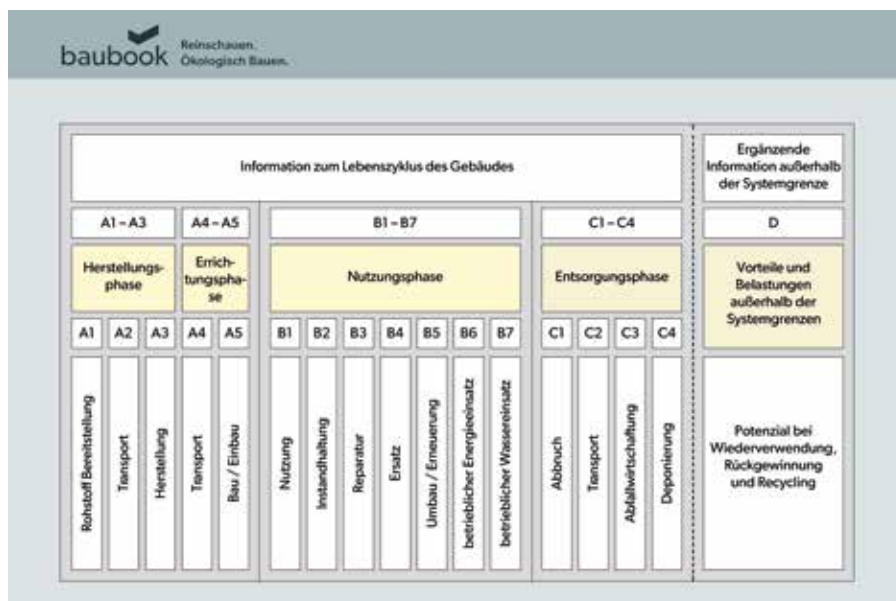 baubook
Reinschauen.
Ökologisch Bauen.
Information zum Lebenszyklus des Gebäudes
Ergänzende
Information außerhalb
der Systemgrenze
A1–A3
A4–A5
B1–B7
C1–C4
D
Herstellungs-
phase
Errich-
tungspha-
se
Nutzungsphase
Entsorgungsphase
Vorteile und
Belastungen
außerhalb der
Systemgrenzen
A1
A2
A3
A4
A5
B1
B2
B3
B4
B5
B6
B7
C1
C2
C3
C4
Rohstoff Bereitstellung
Transport
Herstellung
Transport
Bau / Einbau
Nutzung
Instandhaltung
Reparatur
Ersatz
Umbau / Erneuerung
betrieblicher Energieeinsatz
betrieblicher Wassereinsatz
Abbruch
Transport
Abfallwirtschaftung
Deponierung
Potenzial bei
Wiederverwendung,
Rückgewinnung
und Recycling